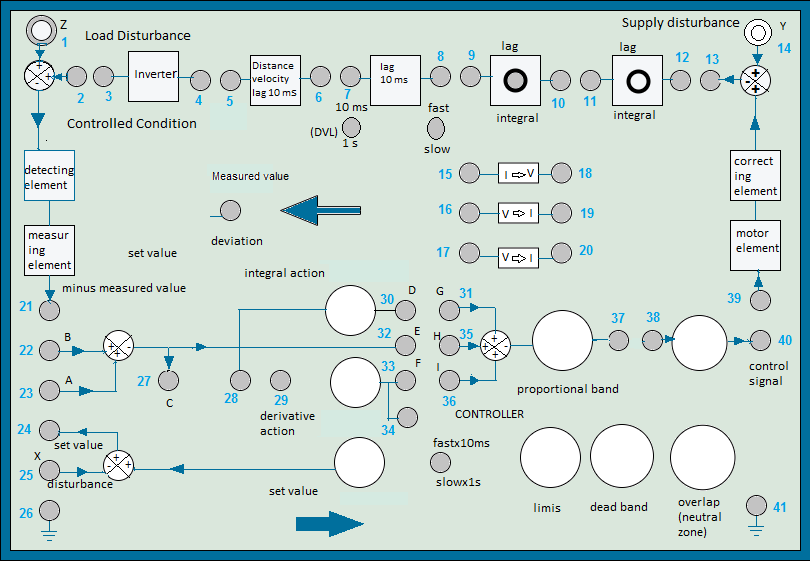 Z
1
Load Disturbance
Supply disturbance
Y
14
+
-
2
3
Inverter
4
5
Distance
velocity
lag 10 mS
6
7
lag
10 ms
8
9
lag
integral
10
11
lag
integral
12
13
+
+
+
10 ms
(DVL)
1 s
fast
slow
Controlled Condition
detecting
element
measur
ing
element
Measured value
deviation
set value
15
I ⇨ V
18
16
V ⇨ I
19
17
V ⇨ I
20
correct
ing
element
motor
element
minus measured value
21
integral action
D
30
G
31
39
22
B
+
+
-
E
32
H
35
+
+
+
-
37
38
40
control
signal
23
A
27
C
28
29
derivative
action
F
33
34
I
36
CONTROLLER
proportional band
24
set value
X
25
disturbance
-
+
+
26
set value
fastx10ms
slowx1s
limis
dead band
overlap
(neutral
zone)
41